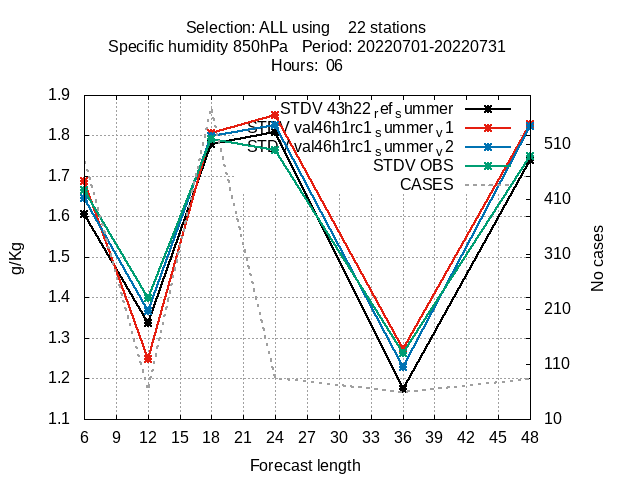 Selection: ALL using 22 stations
Specific humidity 850hPa Period: 20220701-20220731
Hours: 06
1.9
1.8
1.7
1.6
1.5
1.4
1.3
1.2
1.1
g/Kg
STDV 43h22_ref_summer
STDV val46h1rc1_summer_v1
STDV val46h1rc1_summer_v2
STDV OBS
CASES
510
410
310
210
110
10
No cases
6 9 12 15 18 21 24 27 30 33 36 39 42 45 48
Forecast length